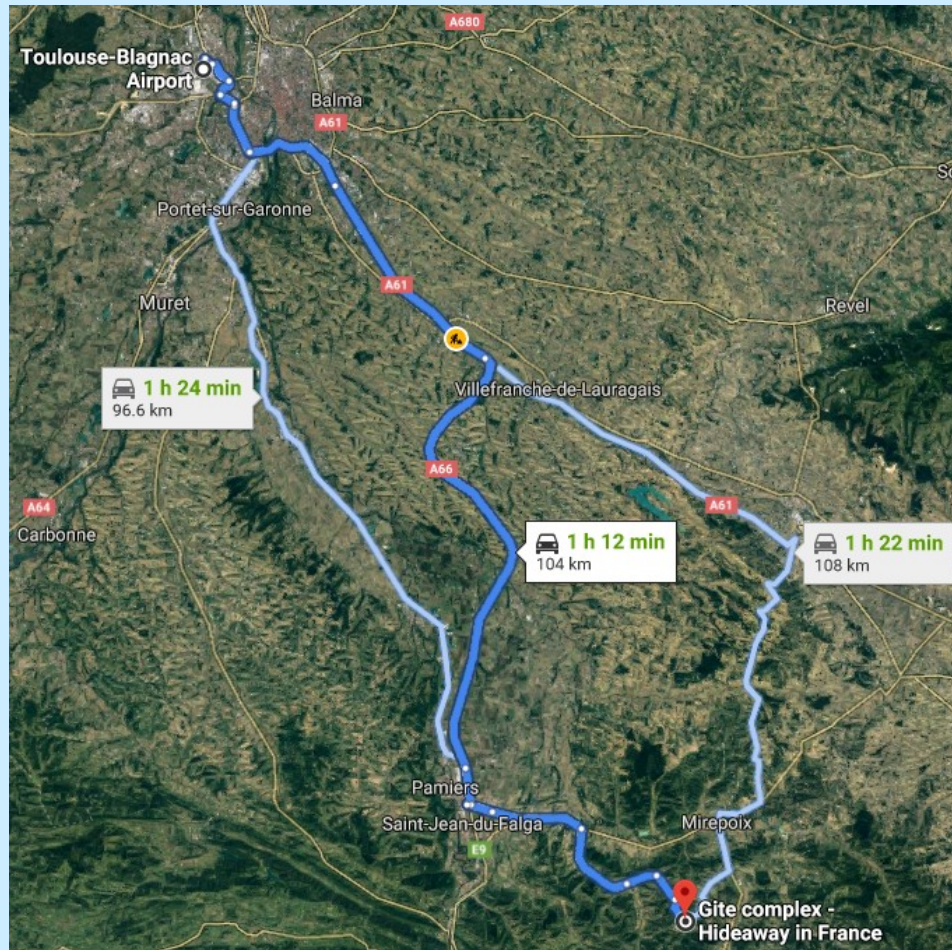 A680
Toulouse-Blagnac
Airport
Balma
A61
So
Portet-sur-Garonne
A61
Muret
Revel
1 h 24 min
96.6 km
Villefranche-de-Lauragais
A66
A64
Carbonne
A61
1 h 12 min
104 km
1 h 22 min
108 km
Pamiers
Saint-Jean-du-Falga
Mirepoix
E9
Gite complex -
Hideaway in France